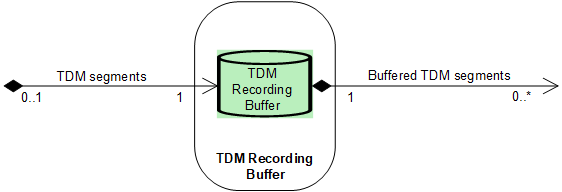 TDM segments
0..1
1
TDM
Recording
Buffer
Buffered TDM segments
1
0..*
TDM Recording
Buffer